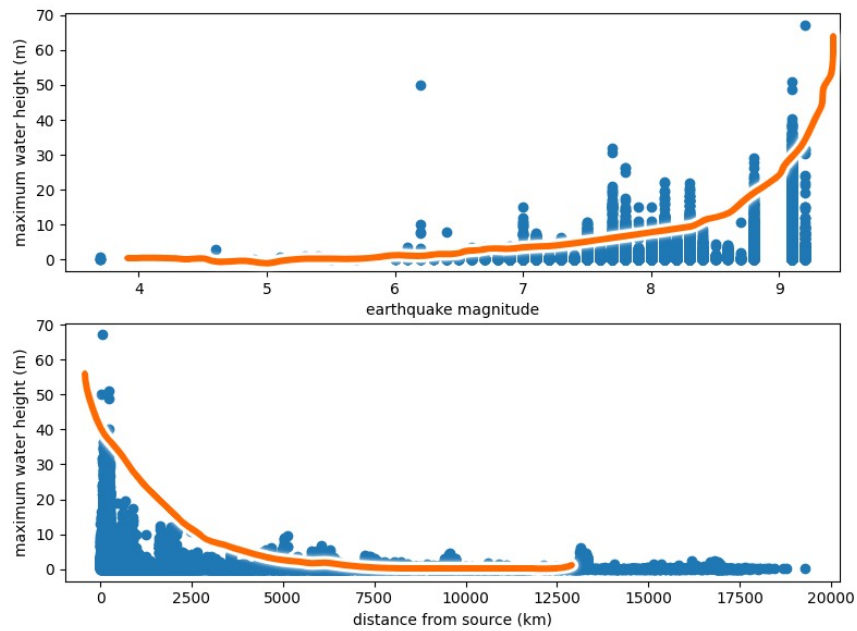 70
60
50
40
30
20
10
0
maximum water height (m)
4 5 6 7 8 9
earthquake magnitude
70
60
50
40
30
20
10
0
maximum water height (m)
0 2500 5000 7500 10000 12500 15000 17500 20000
distance from source (km)